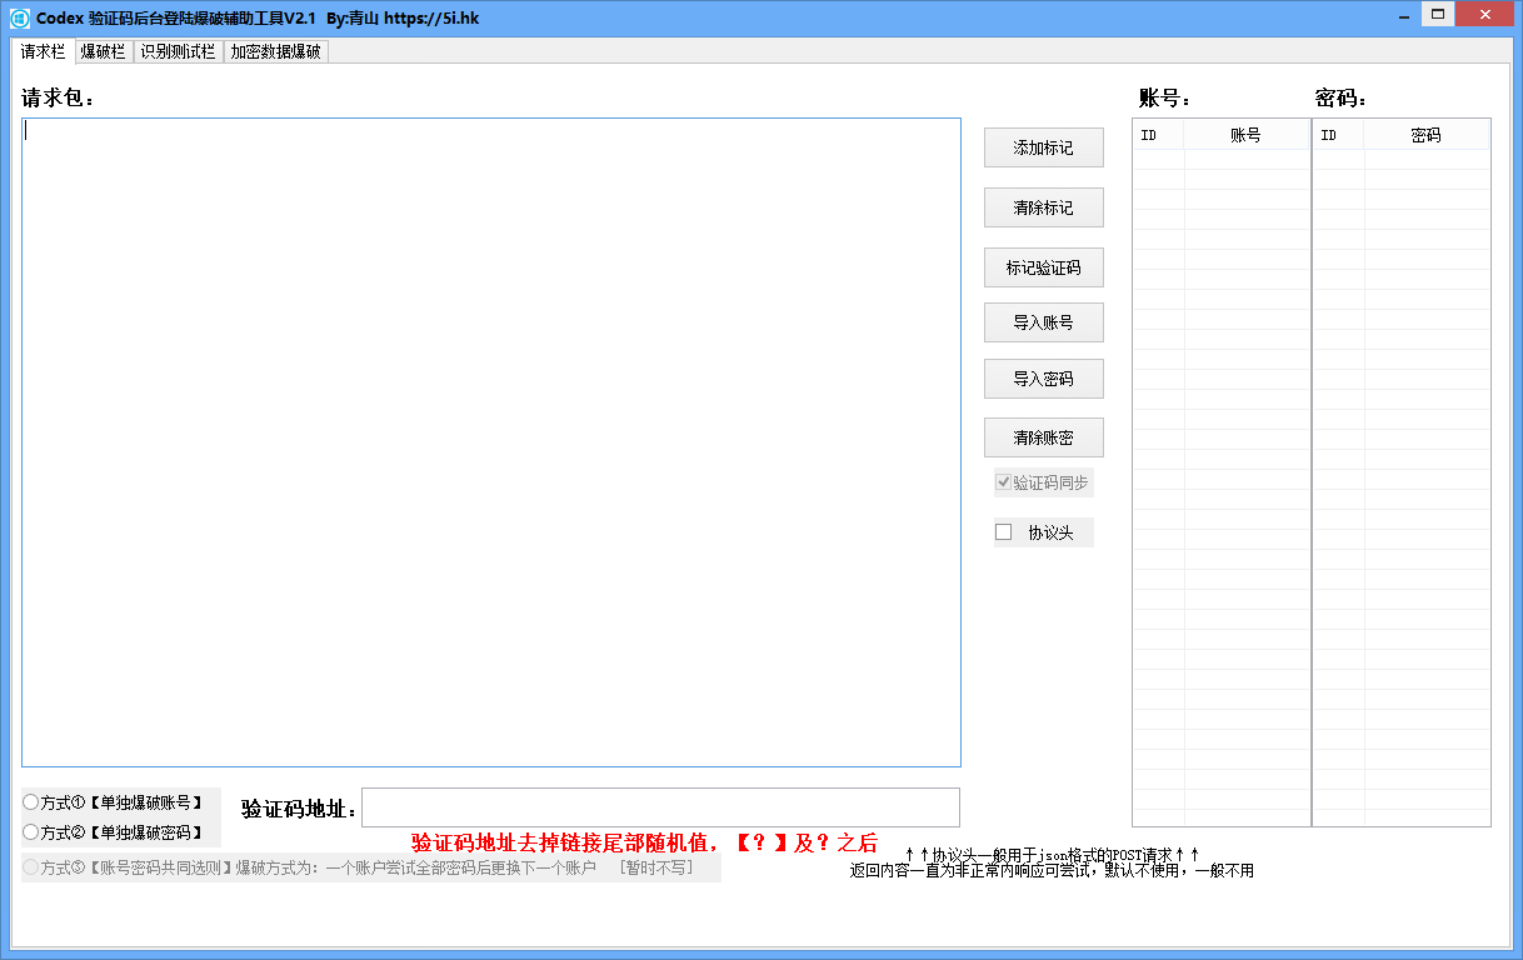 Codex 验证码后台登陆爆破辅助工具V2.1 By:青山 https://5i.hk
请求栏 爆破栏 识别测试栏 加密数据爆破
请求包：
账号： 密码：
ID 账号 ID 密码
添加标记
清除标记
标记验证码
导入账号
导入密码
清除账密
验证码同步
协议头
方式①【单独爆破账号】
方式②【单独爆破密码】
验证码地址：
验证码地址去掉链接尾部随机值，【？】及？之后
方式③【账号密码共同选则】爆破方式为：一个账户尝试全部密码后更换下一个账户 [暂时不写]
↑↑协议头一般用于json格式的POST请求↑↑
返回内容一直为非正常内响应可尝试，默认不使用，一般不用